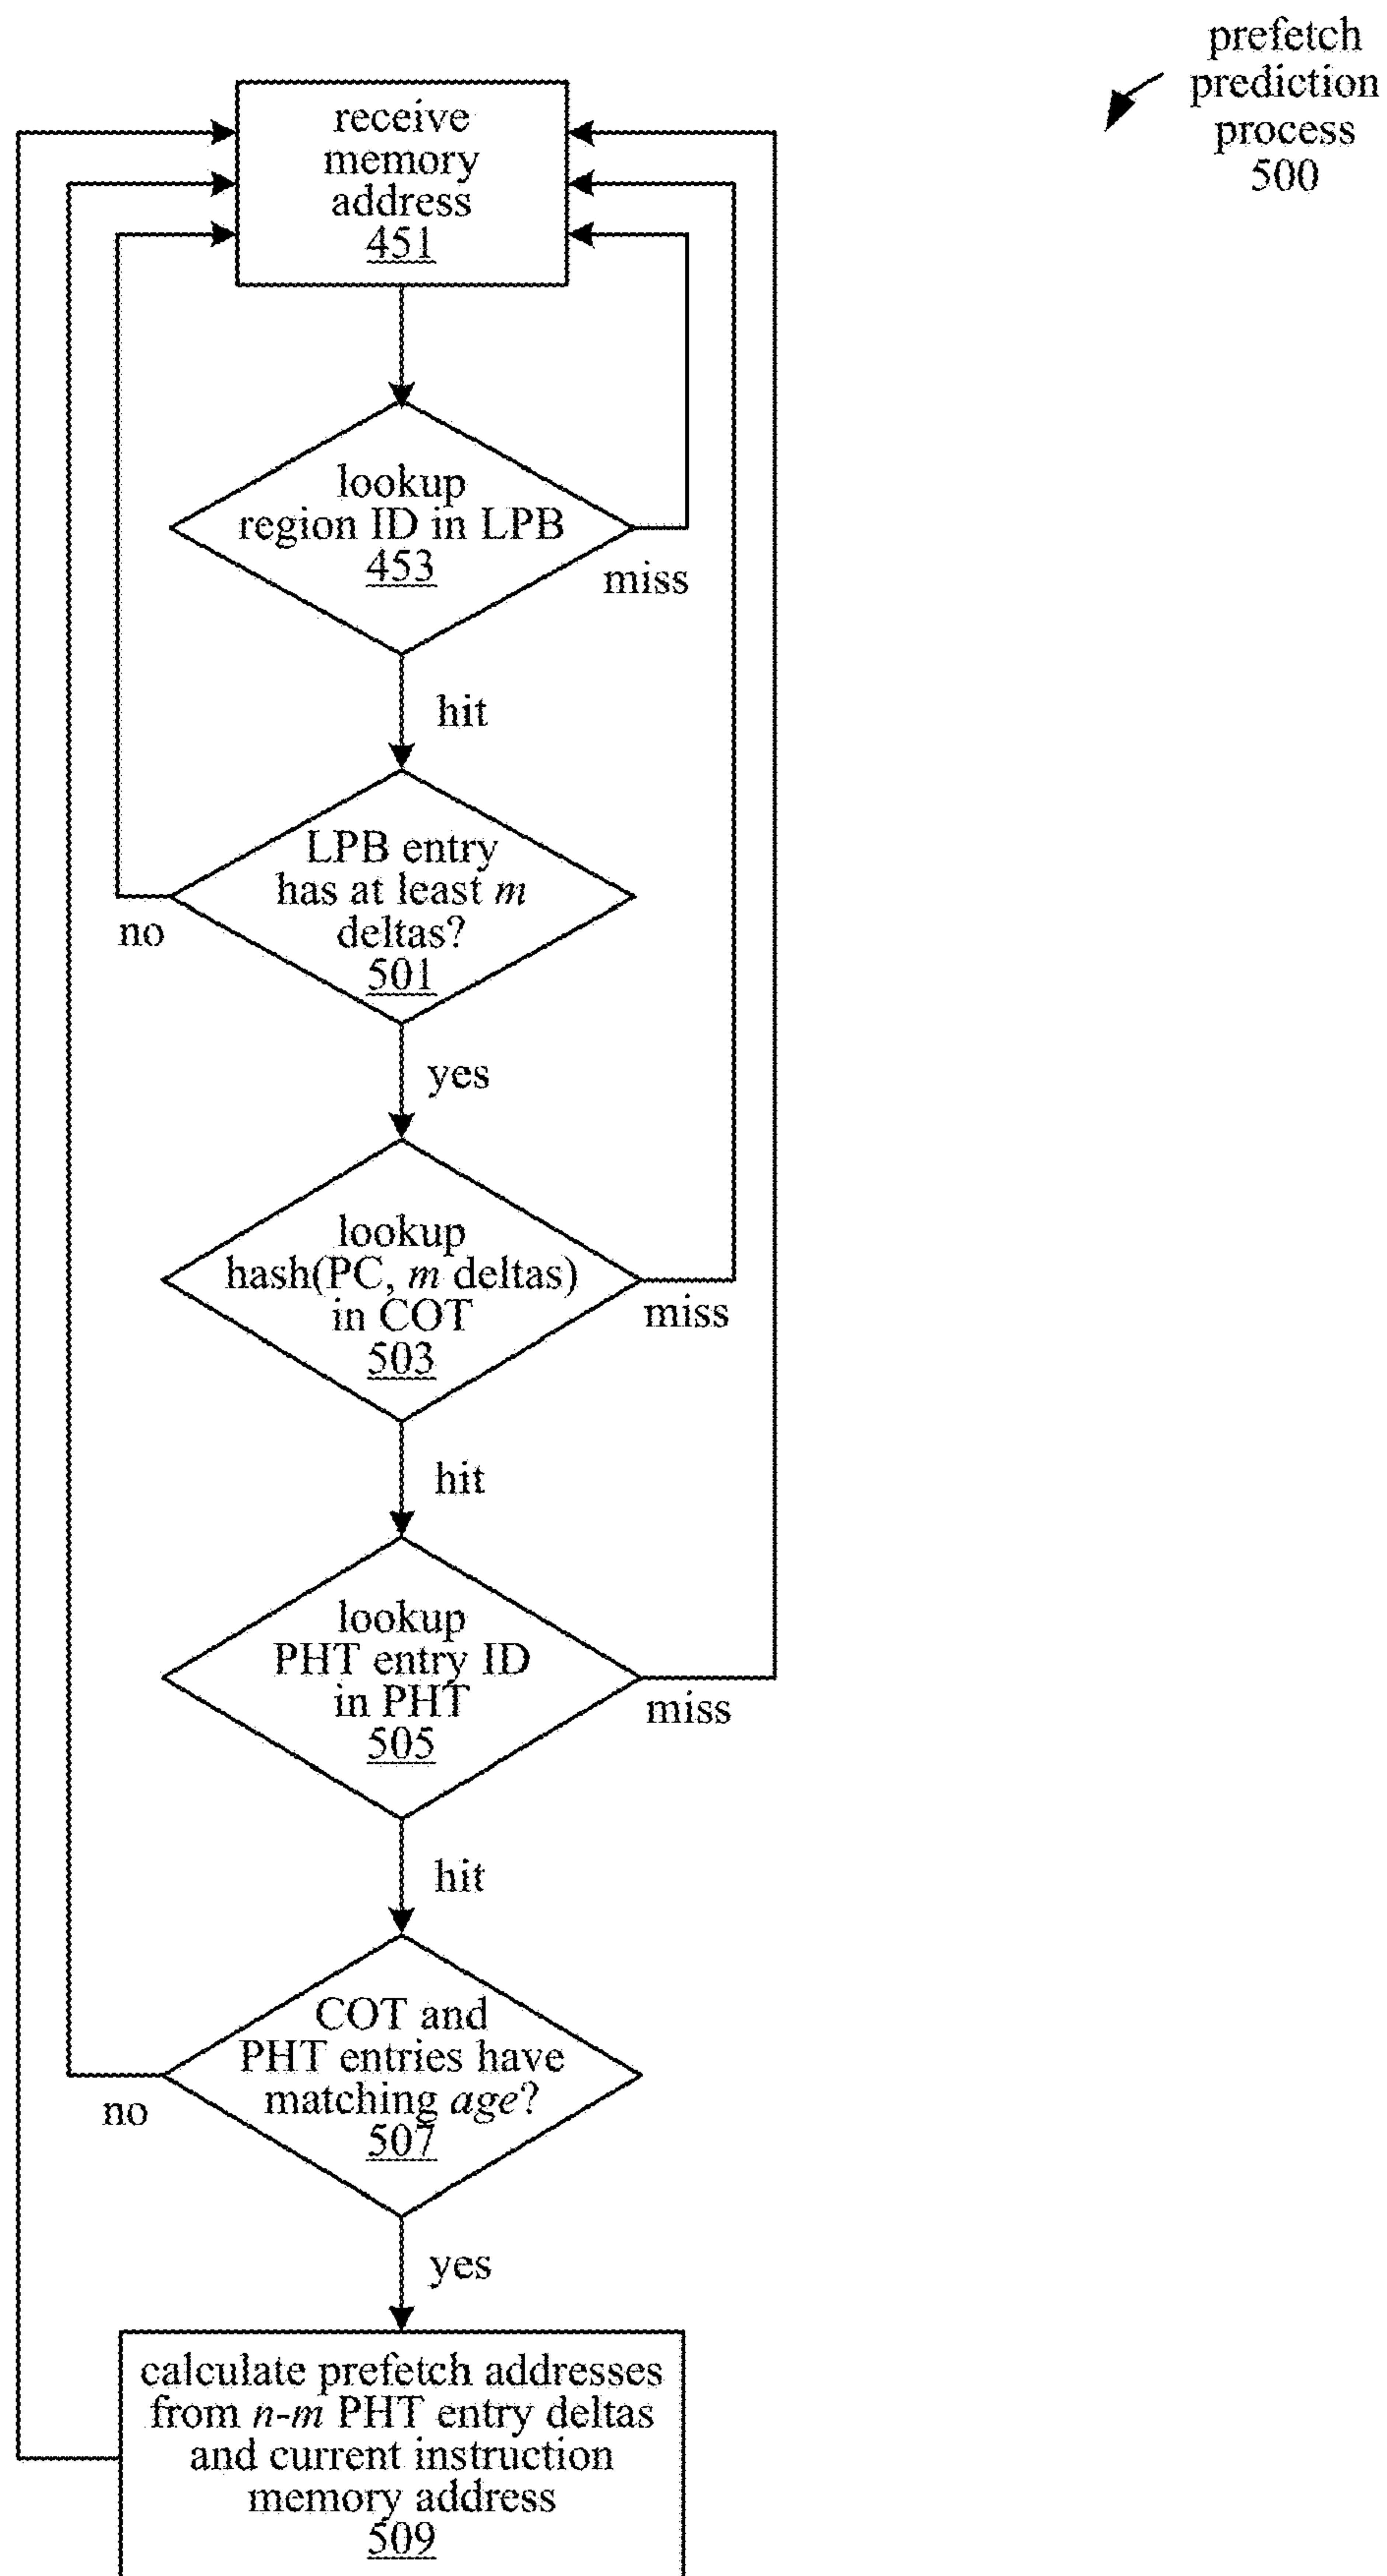 prefetch
prediction
process
500
receive
memory
address
451
lookup
region ID in LPB
453
miss
hit
LPB entry
has at least m
deltas?
501
no
yes
lookup
hash(PC, m deltas)
in COT
503
miss
hit
lookup
PHT entry ID
in PHT
505
miss
hit
COT and
PHT entries have
matching age?
507
no
yes
calculate prefetch addresses
from n-m PHT entry deltas
and current instruction
memory address
509